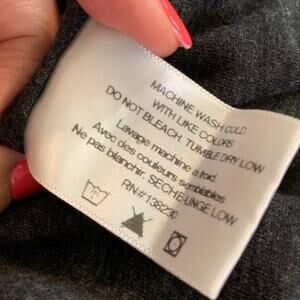 MACHINE WASH COLD
WITH LIKE COLORS
DO NOT BLEACH, TUMBLE DRY LOW
Lavage machine a froid.
Avec des couleurs semblables
Ne pas blanchir, SECHE-LINGE LOW
RN#138230